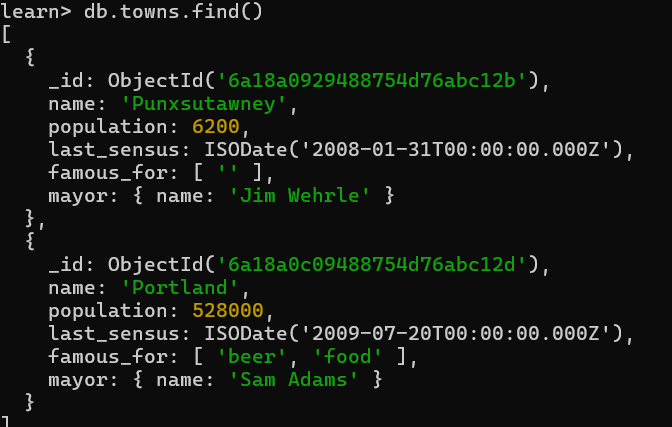 learn> db.towns.find()
[
  {
    _id: ObjectId('6a18a0929488754d76abc12b'),
    name: 'Punxsutawney',
    population: 6200,
    last_sensus: ISODate('2008-01-31T00:00:00.000Z'),
    famous_for: [ '' ],
    mayor: { name: 'Jim Wehrle' }
  },
  {
    _id: ObjectId('6a18a0c09488754d76abc12d'),
    name: 'Portland',
    population: 528000,
    last_sensus: ISODate('2009-07-20T00:00:00.000Z'),
    famous_for: [ 'beer', 'food' ],
    mayor: { name: 'Sam Adams' }
  }
]